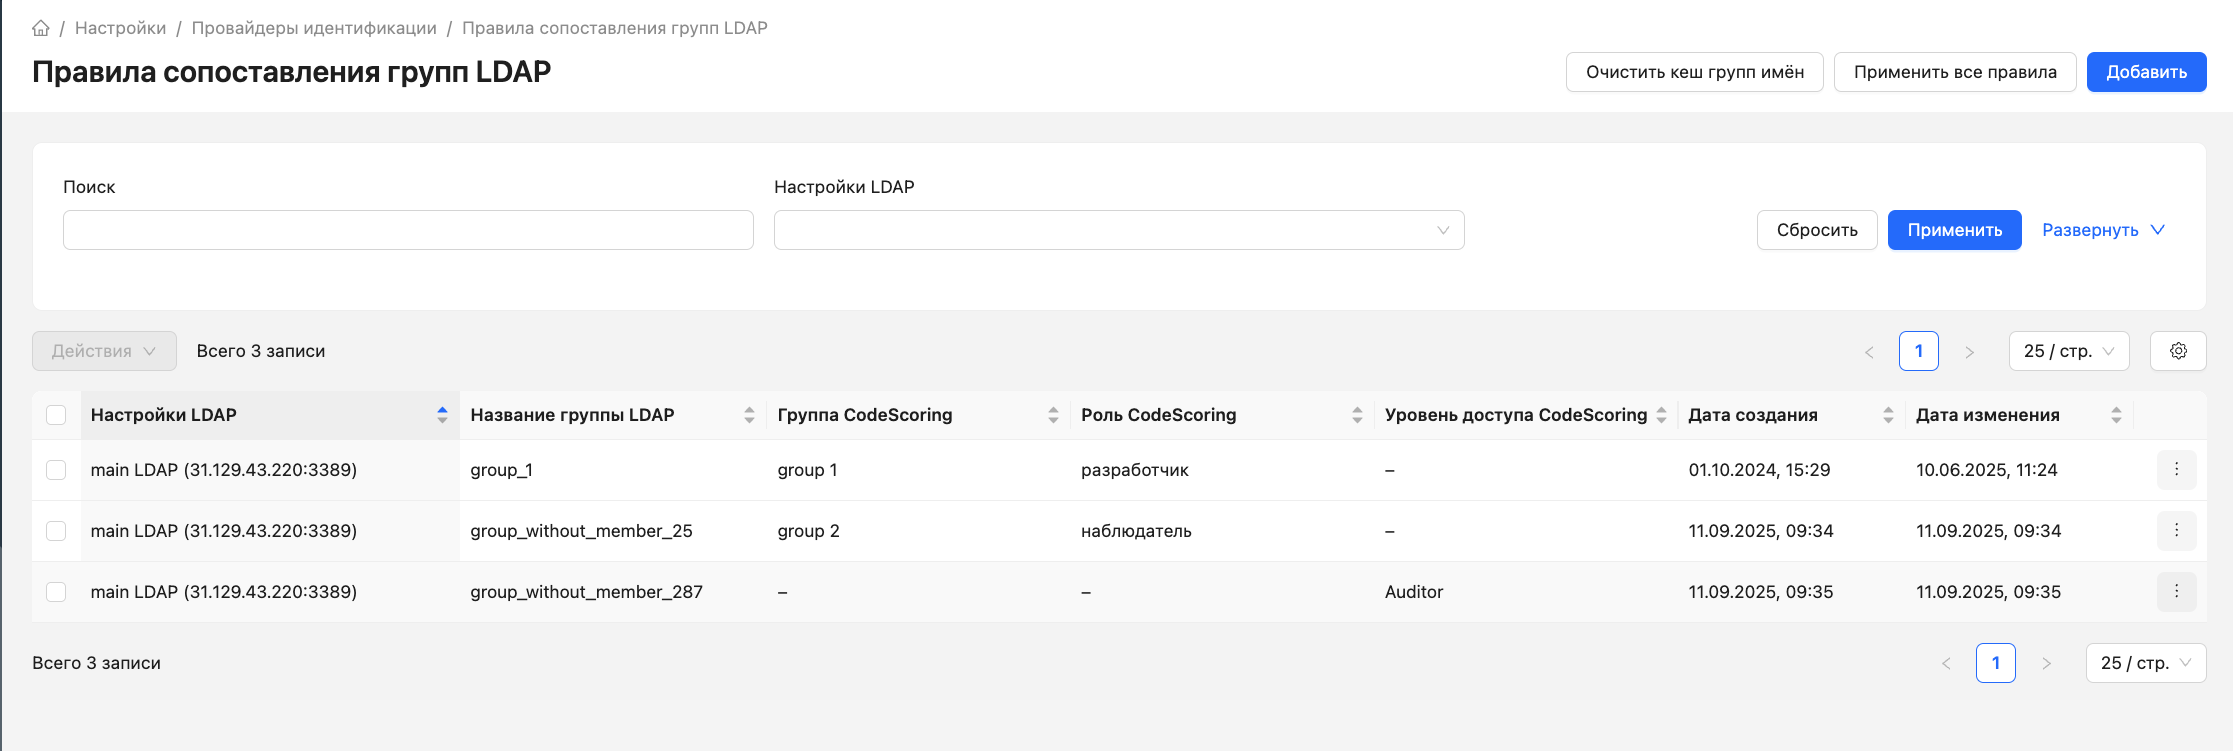 / Настройки / Провайдеры идентификации / Правила сопоставления групп LDAP
Правила сопоставления групп LDAP
Очистить кеш групп имён Применить все правила Добавить
Поиск Настройки LDAP
Сбросить Применить Развернуть
Действия Всего 3 записи < 1 > 25 / стр.
Настройки LDAP Название группы LDAP Группа CodeScoring Роль CodeScoring Уровень доступа CodeScoring Дата создания Дата изменения
main LDAP (31.129.43.220:3389) group_1 group 1 разработчик – 01.10.2024, 15:29 10.06.2025, 11:24
main LDAP (31.129.43.220:3389) group_without_member_25 group 2 наблюдатель – 11.09.2025, 09:34 11.09.2025, 09:34
main LDAP (31.129.43.220:3389) group_without_member_287 – – Auditor 11.09.2025, 09:35 11.09.2025, 09:35
Всего 3 записи < 1 > 25 / стр.